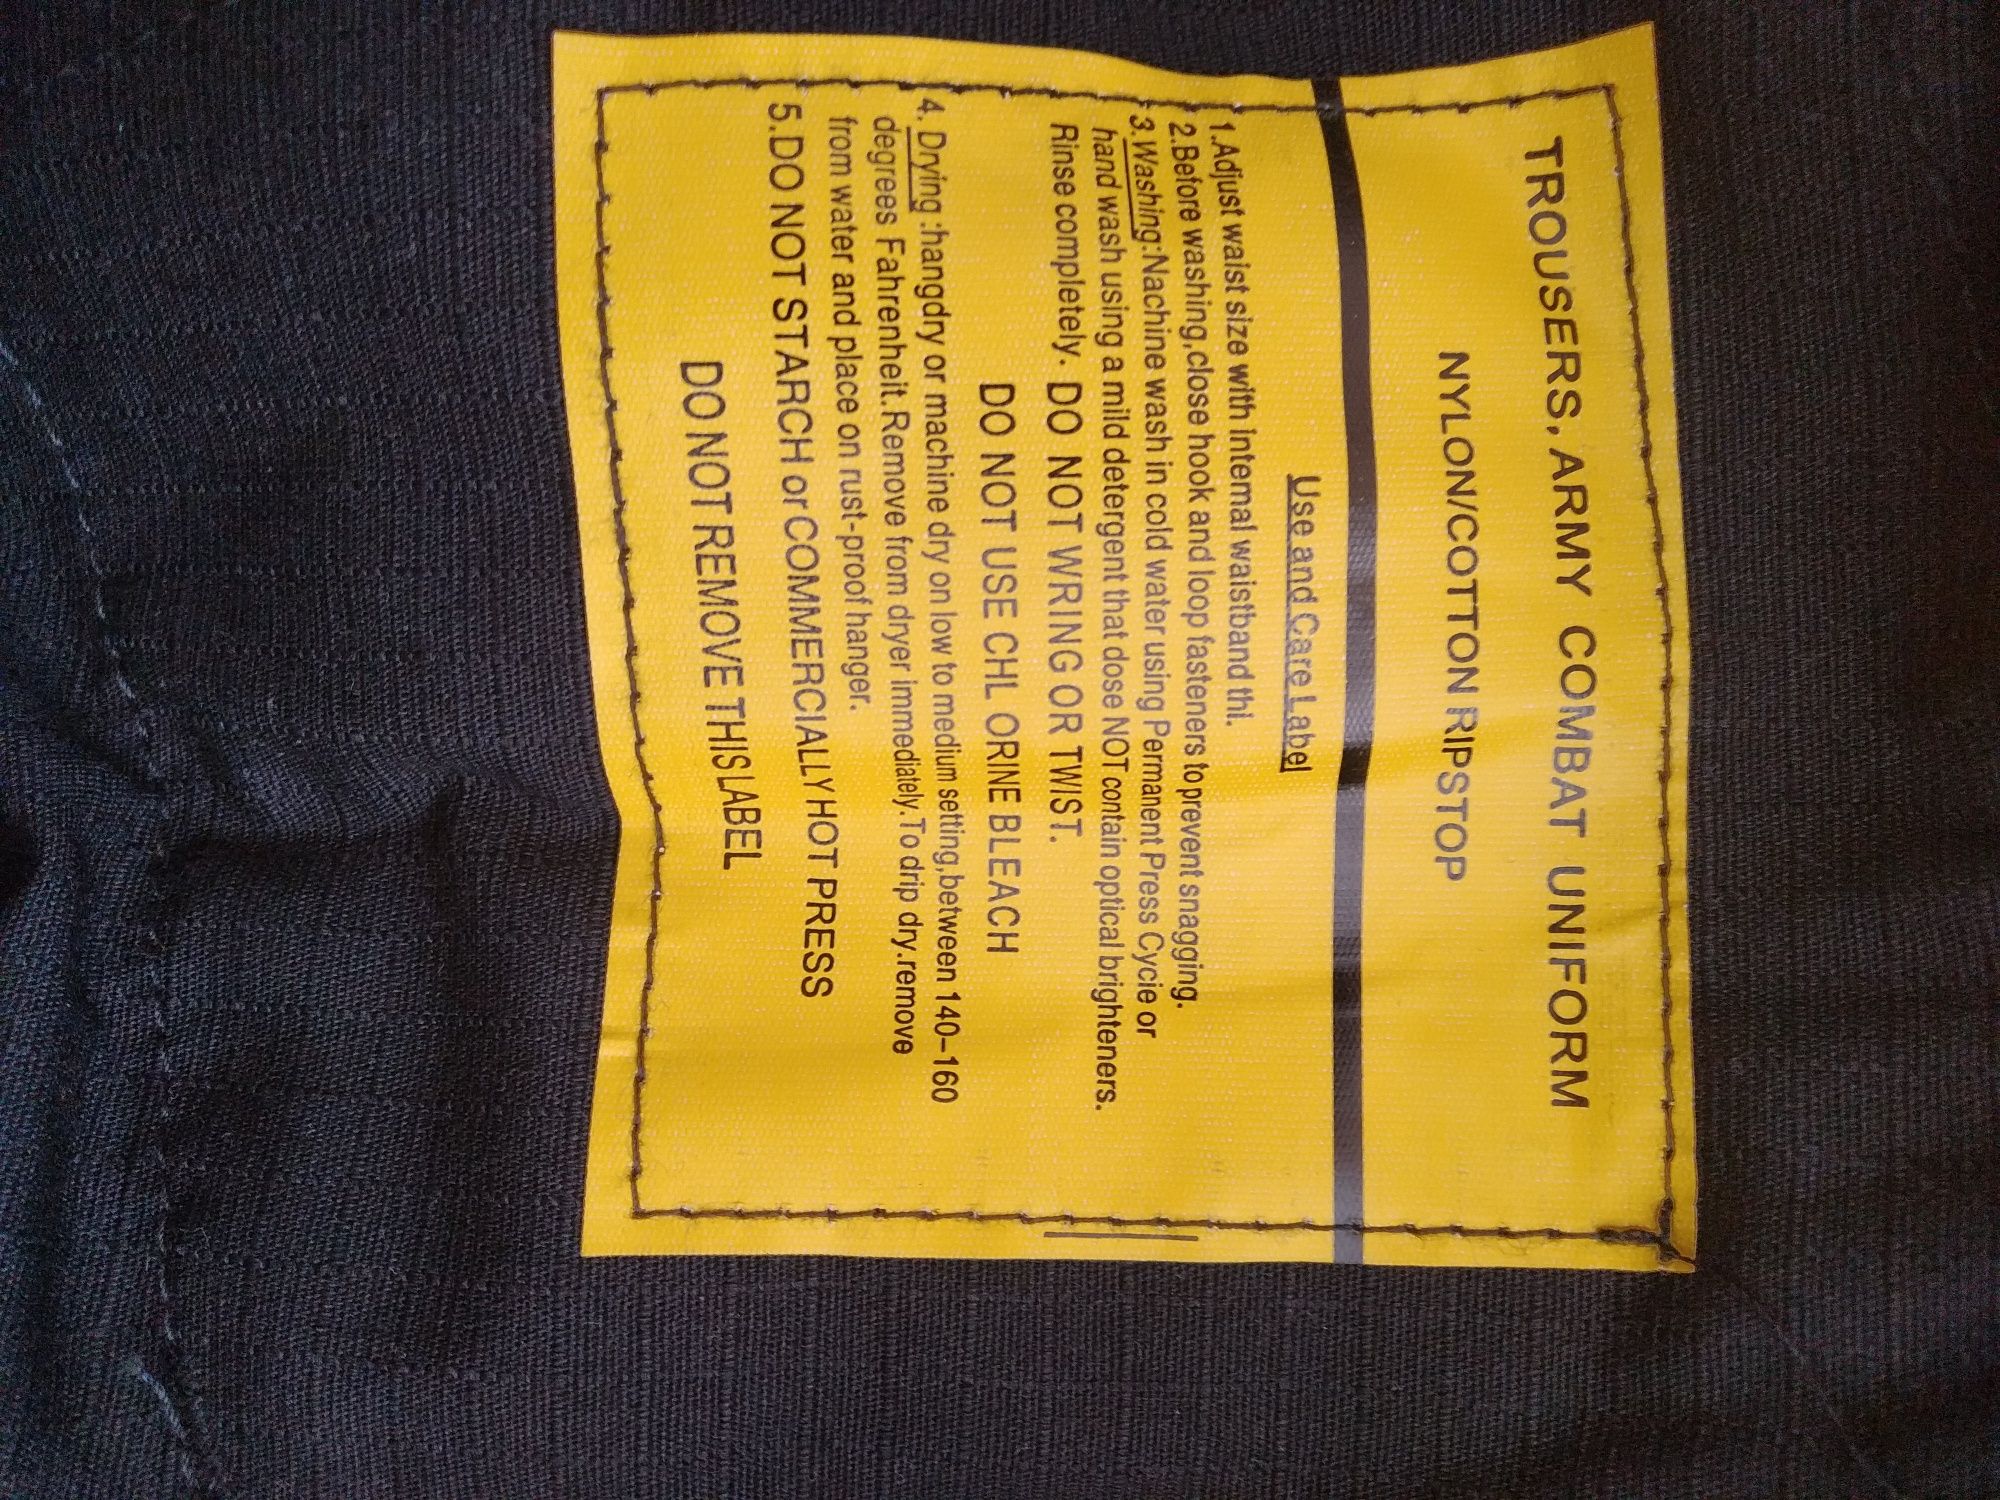 TROUSERS, ARMY COMBAT UNIFORM
NYLON/COTTON RIPSTOP
Use and Care Label
1.Adjust waist size with intemal waistband thl.
2.Before washing,close hook and loop fasteners to prevent snagging.
3.Washing:Nachine wash in cold water using Permanent Press Cycie or
hand wash using a mild detergent that dose NOT contain optical brighteners.
Rinse completely. DO NOT WRING OR TWIST.
DO NOT USE CHL ORINE BLEACH
4. Drying :hangdry or machine dry on low to medium setting,between 140-160
degrees Fahrenheit.Remove from dryer immediately.To drip dry.remove
from water and place on rust-proof hanger.
5.DO NOT STARCH or COMMERCIALLY HOT PRESS
DO NOT REMOVE THIS LABEL